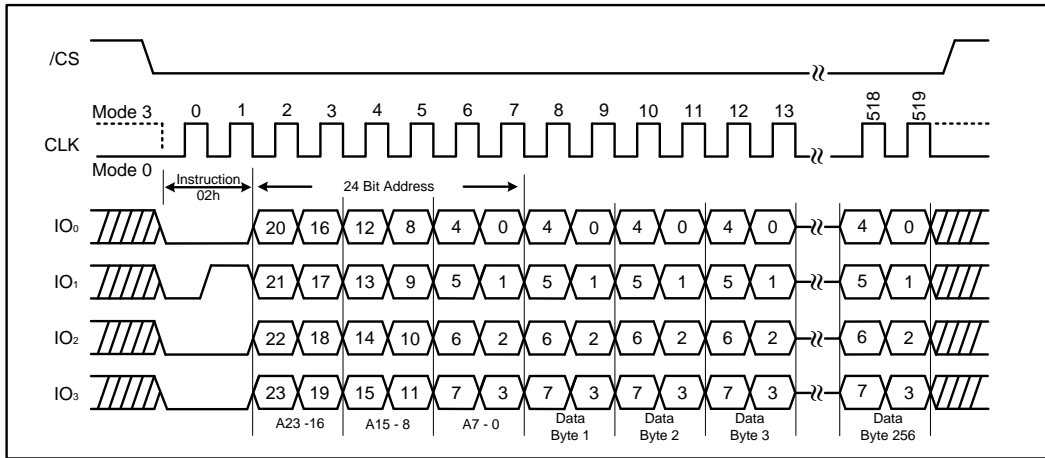 /CS
Mode 3 0 1 2 3 4 5 6 7 8 9 10 11 12 13 518 519
CLK
Mode 0
Instruction
02h
24 Bit Address
IO₀ 20 16 12 8 4 0 4 0 4 0 4 0 4 0
IO₁ 21 17 13 9 5 1 5 1 5 1 5 1 5 1
IO₂ 22 18 14 10 6 2 6 2 6 2 6 2 6 2
IO₃ 23 19 15 11 7 3 7 3 7 3 7 3 7 3
A23 -16 A15 - 8 A7 - 0 Data Data Data Data
Byte 1 Byte 2 Byte 3 Byte 256